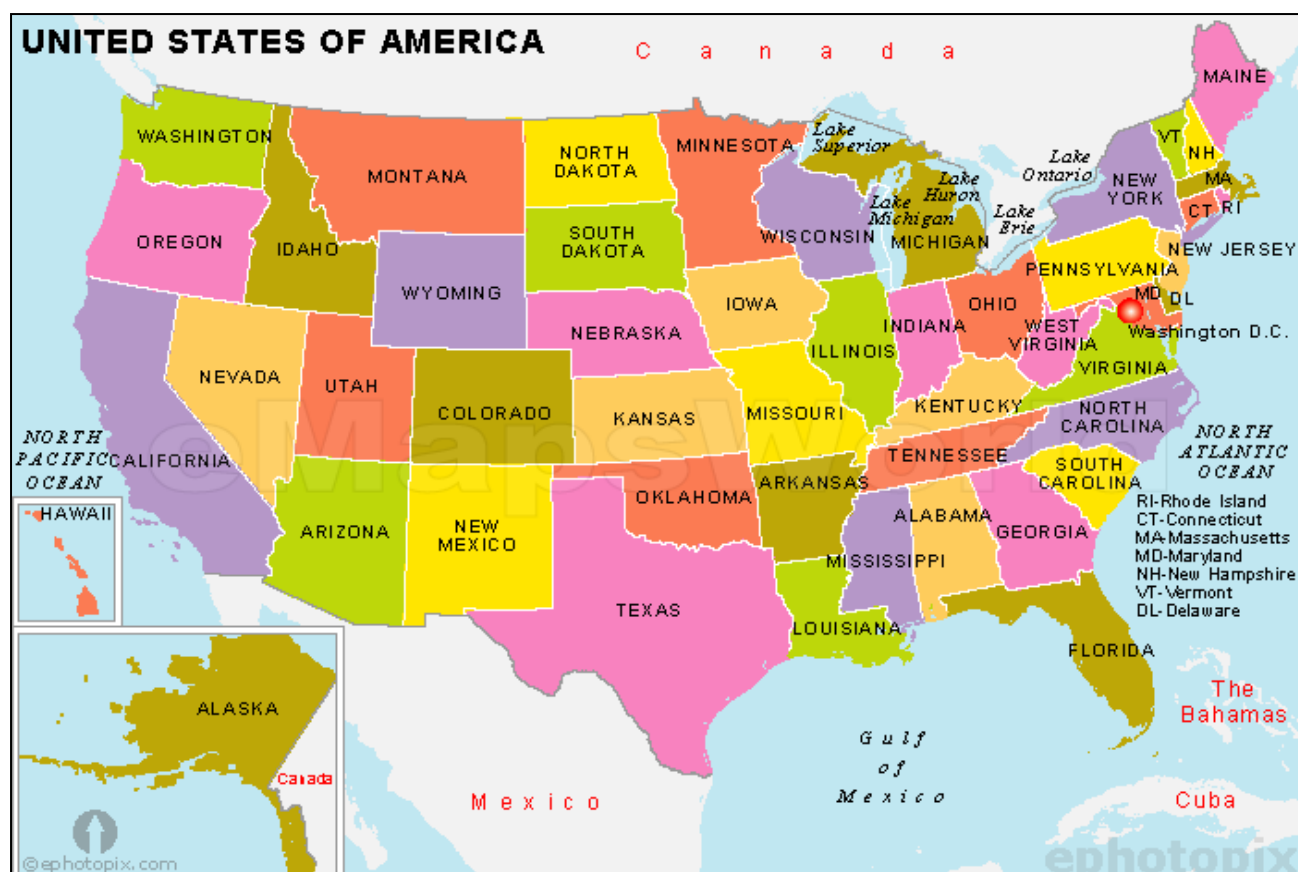 UNITED STATES OF AMERICA
Canada
WASHINGTON
MONTANA
NORTH
DAKOTA
MINNESOTA
Lake
Superior
MAINE
VT
NH
OREGON
IDAHO
WYOMING
SOUTH
DAKOTA
WISCONSIN
Lake
Michigan
MICHIGAN
Lake
Huron
Lake
Ontario
Lake
Erie
NEW
YORK
MA
CT
RI
NEW JERSEY
PENNSYLVANIA
MD
DL
Washington D.C.
NEVADA
UTAH
COLORADO
NEBRASKA
IOWA
ILLINOIS
INDIANA
OHIO
WEST
VIRGINIA
VIRGINIA
KANSAS
MISSOURI
KENTUCKY
NORTH
CAROLINA
eMapsWorld
NORTH
PACIFIC
OCEAN
CALIFORNIA
ARIZONA
NEW
MEXICO
OKLAHOMA
ARKANSAS
TENNESSEE
SOUTH
CAROLINA
NORTH
ATLANTIC
OCEAN
HAWAII
TEXAS
LOUISIANA
MISSISSIPPI
ALABAMA
GEORGIA
FLORIDA
RI-Rhode Island
CT-Connecticut
MA-Massachusetts
MD-Maryland
NH-New Hampshire
VT-Vermont
DL-Delaware
ALASKA
Canada
Mexico
Gulf
of
Mexico
The
Bahamas
Cuba
©ephotopix.com
ephotopix